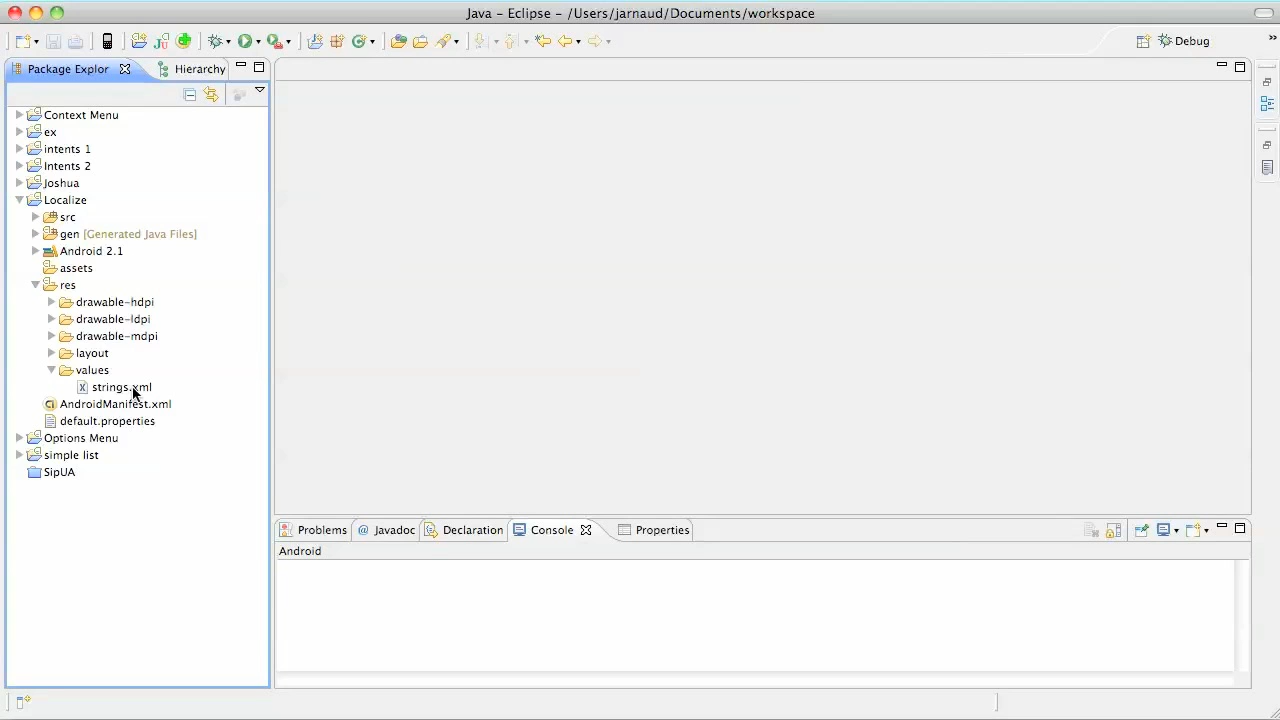 Java – Eclipse – /Users/jarnaud/Documents/workspace
Debug
»
Package Explor
Hierarchy
Context Menu
ex
intents 1
Intents 2
Joshua
Localize
src
gen [Generated Java Files]
Android 2.1
assets
res
drawable-hdpi
drawable-ldpi
drawable-mdpi
layout
values
strings.xml
AndroidManifest.xml
default.properties
Options Menu
simple list
SipUA
Problems
@ Javadoc
Declaration
Console
Properties
Android